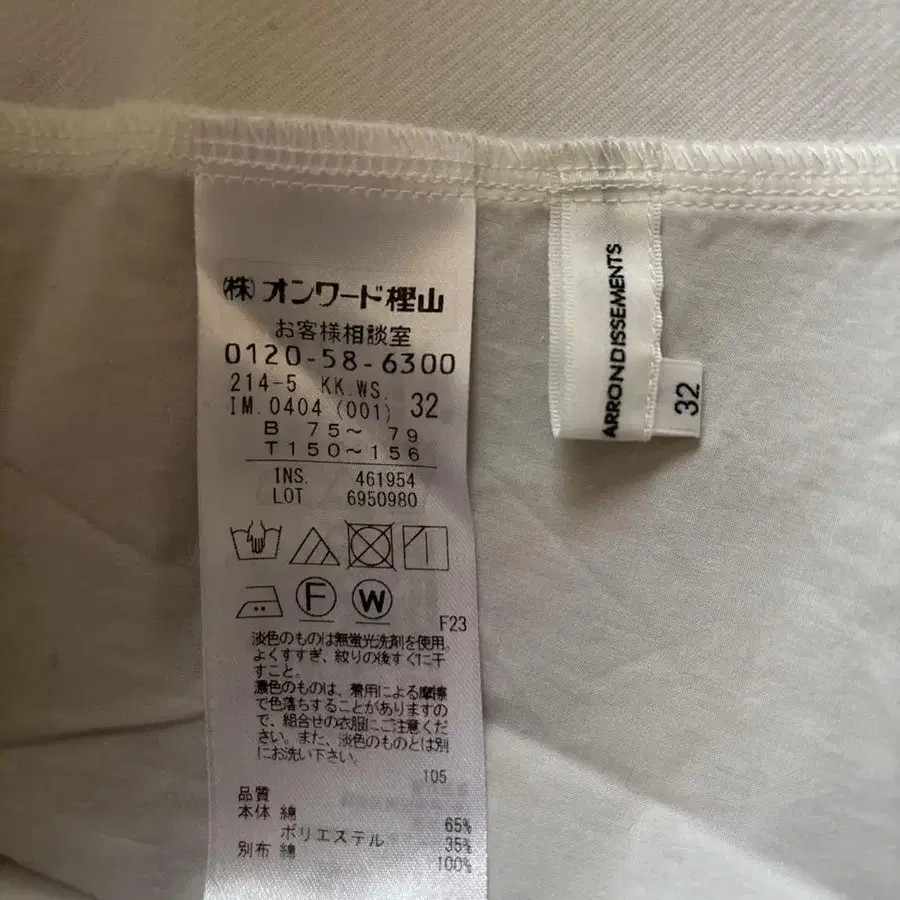 (株)オンワード樫山
お客様相談室
0120-58-6300
214-5 KK.WS.
IM.0404 (001) 32
B 75~ 79
T150~156
INS. 461954
LOT 6950980
F
W
F23
淡色のものは無蛍光洗剤を使用。
よくすすぎ、絞りの後すぐに干
すこと。
濃色のものは、着用による摩擦
で色落ちすることがありますの
で、組合せの衣服にご注意くだ
さい。また、淡色のものとは別
にお洗い下さい。
105
品質
本体 綿 65%
ポリエステル 35%
別布 綿 100%
ARRONDISSEMENTS
32